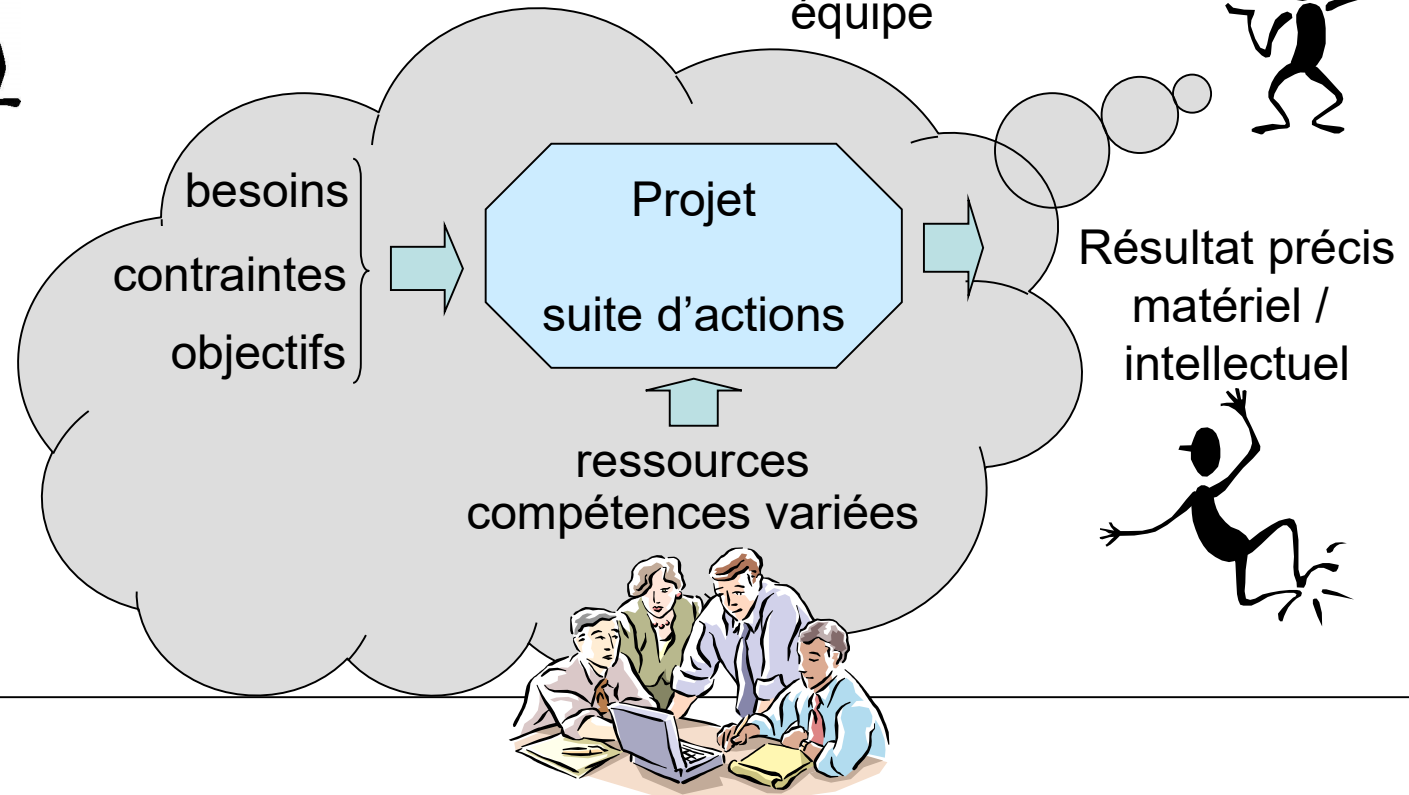 équipe
besoins
contraintes
objectifs
Projet
suite d’actions
ressources
compétences variées
Résultat précis
matériel /
intellectuel